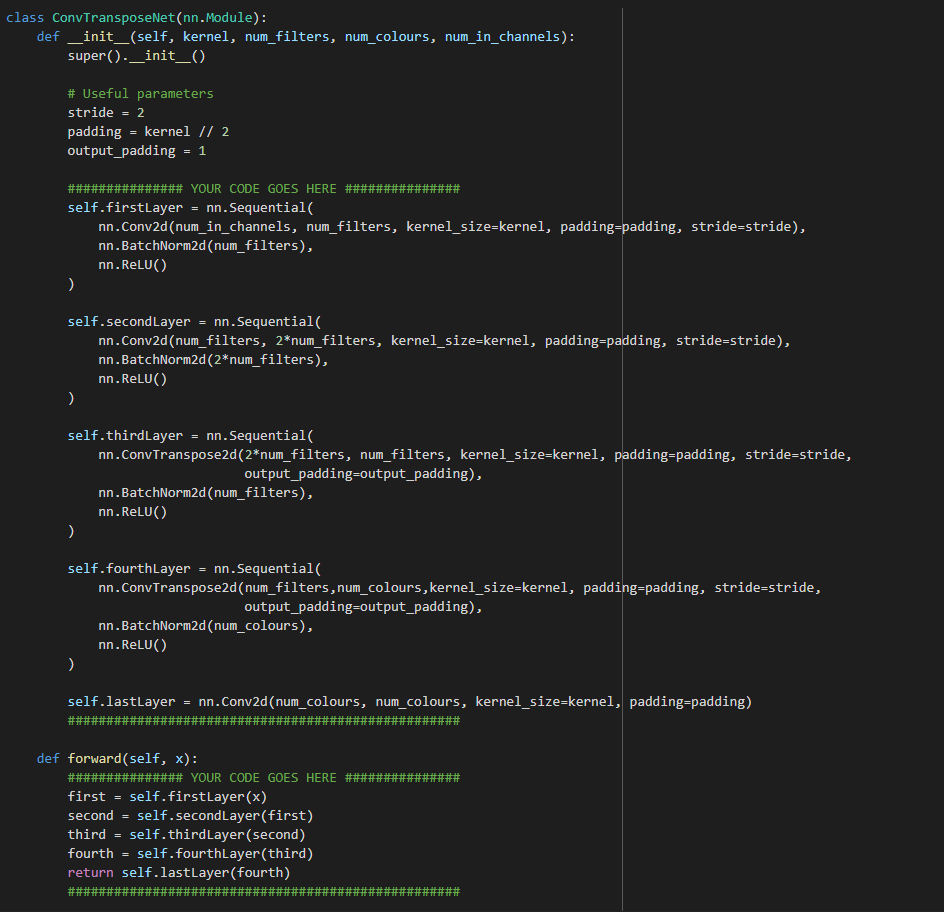 class ConvTransposeNet(nn.Module):
    def __init__(self, kernel, num_filters, num_colours, num_in_channels):
        super().__init__()

        # Useful parameters
        stride = 2
        padding = kernel // 2
        output_padding = 1

        ############### YOUR CODE GOES HERE ###############
        self.firstLayer = nn.Sequential(
            nn.Conv2d(num_in_channels, num_filters, kernel_size=kernel, padding=padding, stride=stride),
            nn.BatchNorm2d(num_filters),
            nn.ReLU()
        )

        self.secondLayer = nn.Sequential(
            nn.Conv2d(num_filters, 2*num_filters, kernel_size=kernel, padding=padding, stride=stride),
            nn.BatchNorm2d(2*num_filters),
            nn.ReLU()
        )

        self.thirdLayer = nn.Sequential(
            nn.ConvTranspose2d(2*num_filters, num_filters, kernel_size=kernel, padding=padding, stride=stride,
                               output_padding=output_padding),
            nn.BatchNorm2d(num_filters),
            nn.ReLU()
        )

        self.fourthLayer = nn.Sequential(
            nn.ConvTranspose2d(num_filters,num_colours,kernel_size=kernel, padding=padding, stride=stride,
                               output_padding=output_padding),
            nn.BatchNorm2d(num_colours),
            nn.ReLU()
        )

        self.lastLayer = nn.Conv2d(num_colours, num_colours, kernel_size=kernel, padding=padding)
        ###################################################

    def forward(self, x):
        ############### YOUR CODE GOES HERE ###############
        first = self.firstLayer(x)
        second = self.secondLayer(first)
        third = self.thirdLayer(second)
        fourth = self.fourthLayer(third)
        return self.lastLayer(fourth)
        ###################################################